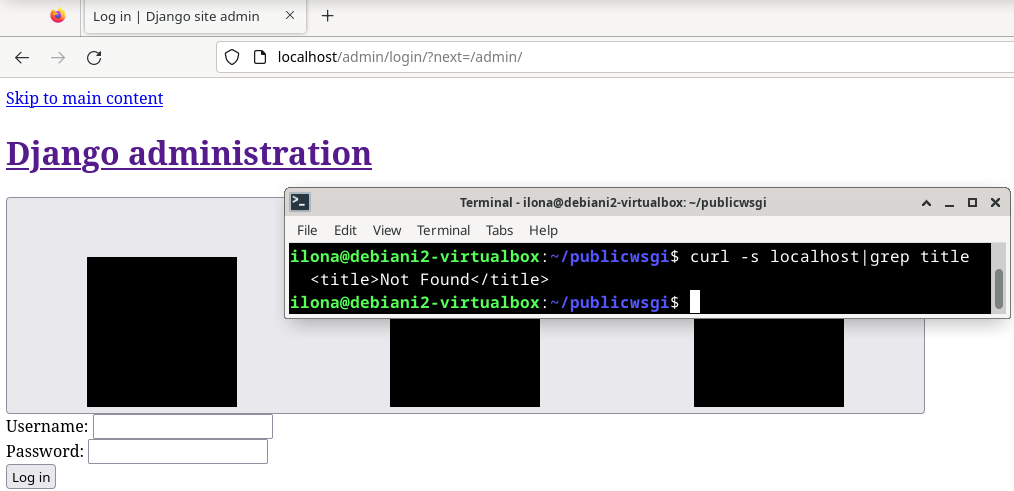 Log in | Django site admin
localhost/admin/login/?next=/admin/
Skip to main content
Django administration
Terminal - ilona@debiani2-virtualbox: ~/publicwsgi
File Edit View Terminal Tabs Help
ilona@debiani2-virtualbox:~/publicwsgi$ curl -s localhost|grep title
<title>Not Found</title>
ilona@debiani2-virtualbox:~/publicwsgi$
Username:
Password:
Log in